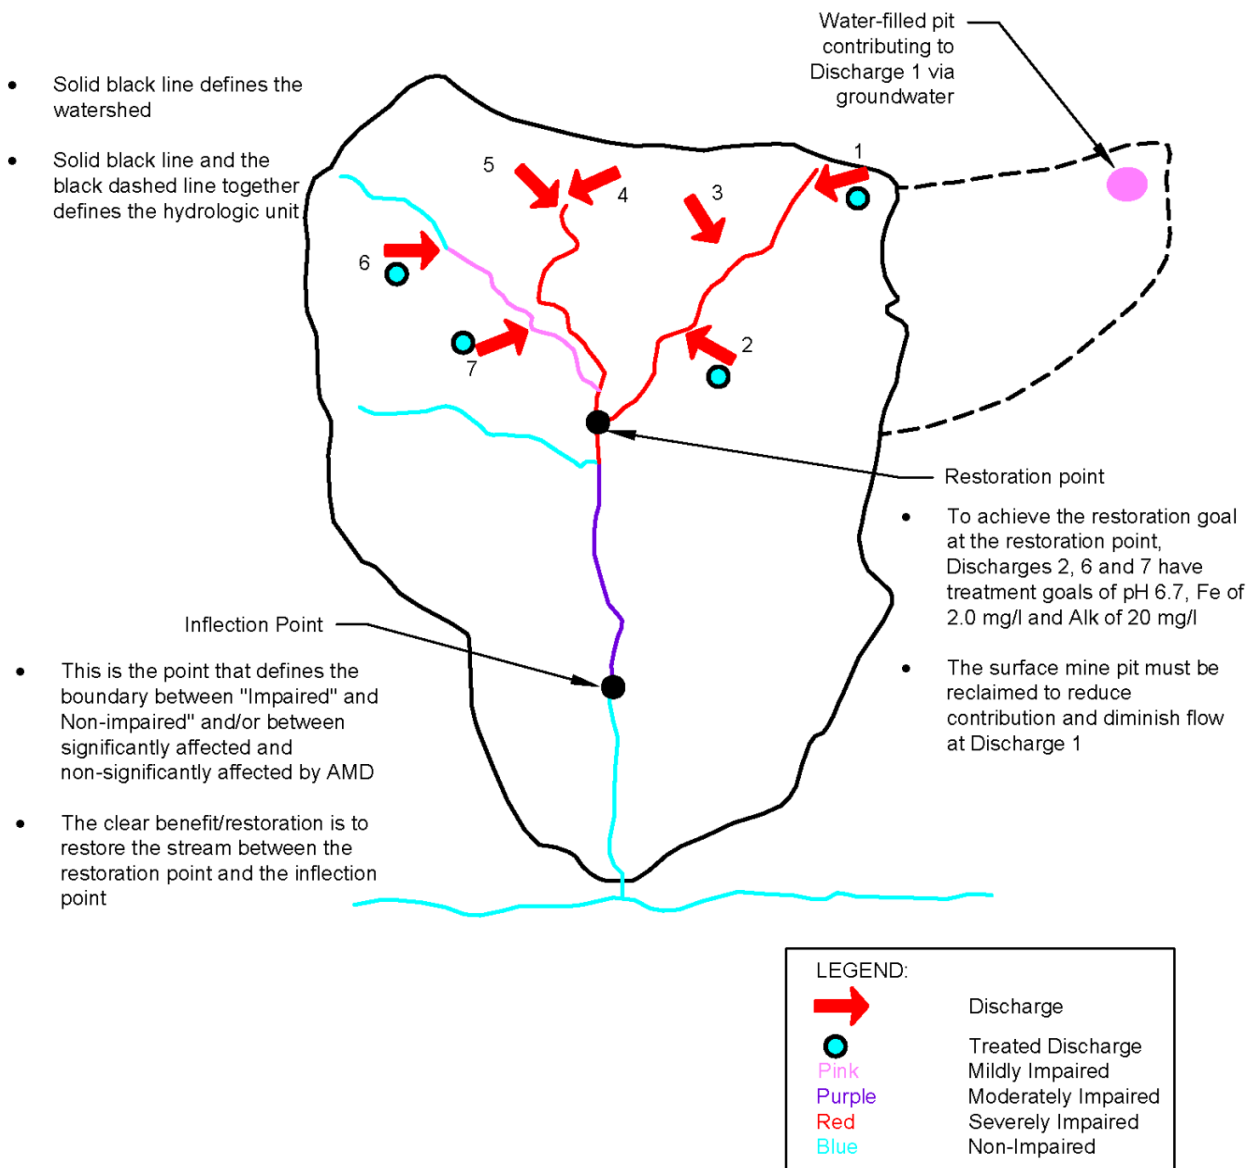 Water-filled pit
contributing to
Discharge 1 via
groundwater
• Solid black line defines the
watershed
• Solid black line and the
black dashed line together
defines the hydrologic unit
1
5
4
3
6
7
2
Restoration point
• To achieve the restoration goal
at the restoration point,
Discharges 2, 6 and 7 have
treatment goals of pH 6.7, Fe of
2.0 mg/l and Alk of 20 mg/l
• The surface mine pit must be
reclaimed to reduce
contribution and diminish flow
at Discharge 1
Inflection Point
• This is the point that defines the
boundary between "Impaired" and
Non-impaired" and/or between
significantly affected and
non-significantly affected by AMD
• The clear benefit/restoration is to
restore the stream between the
restoration point and the inflection
point
LEGEND:
Discharge
Treated Discharge
Pink Mildly Impaired
Purple Moderately Impaired
Red Severely Impaired
Blue Non-Impaired